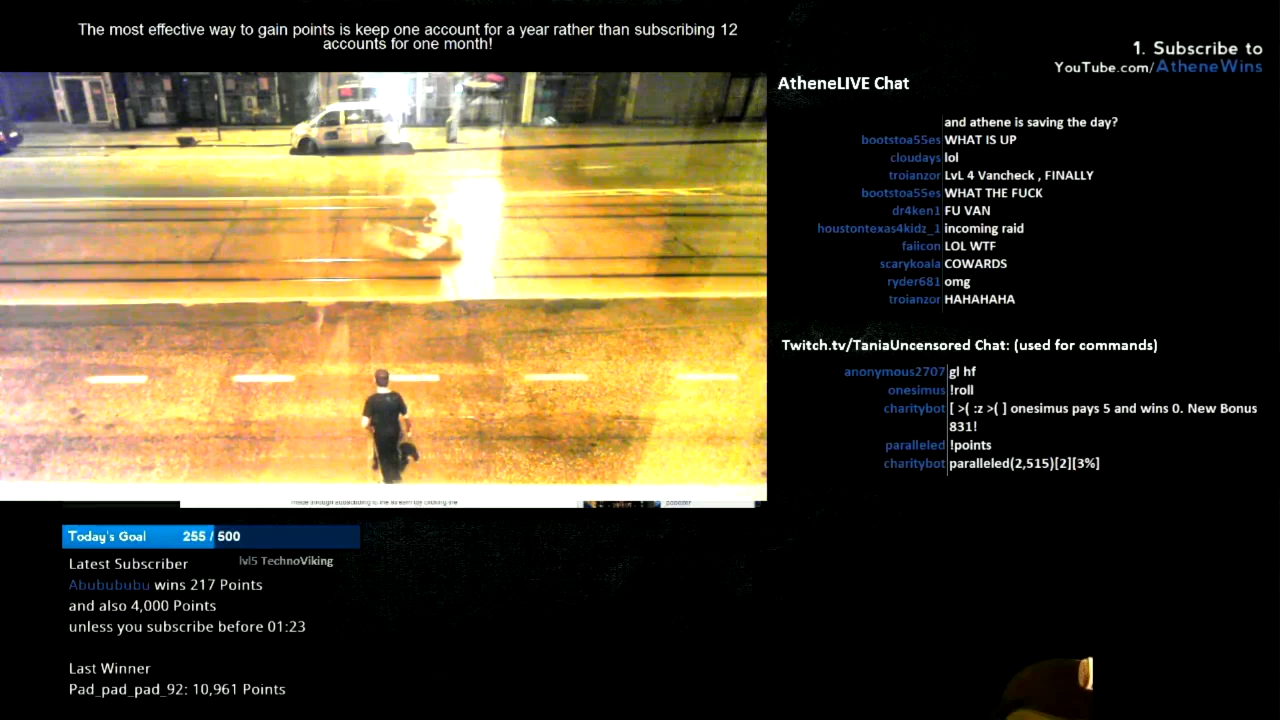 The most effective way to gain points is keep one account for a year rather than subscribing 12
accounts for one month!
1. Subscribe to
YouTube.com/AtheneWins
AtheneLIVE Chat
and athene is saving the day?
bootstoa55es WHAT IS UP
cloudays lol
troianzor LvL 4 Vancheck , FINALLY
bootstoa55es WHAT THE FUCK
dr4ken1 FU VAN
houstontexas4kidz_1 incoming raid
faiicon LOL WTF
scarykoala COWARDS
ryder681 omg
troianzor HAHAHAHA
Twitch.tv/TaniaUncensored Chat: (used for commands)
anonymous2707 gl hf
onesimus !roll
charitybot [ >( :z >( ] onesimus pays 5 and wins 0. New Bonus
831!
paralleled !points
charitybot paralleled(2,515)[2][3%]
Today's Goal 255 / 500
Latest Subscriber lvl5 TechnoViking
Abubububu wins 217 Points
and also 4,000 Points
unless you subscribe before 01:23
Last Winner
Pad_pad_pad_92: 10,961 Points